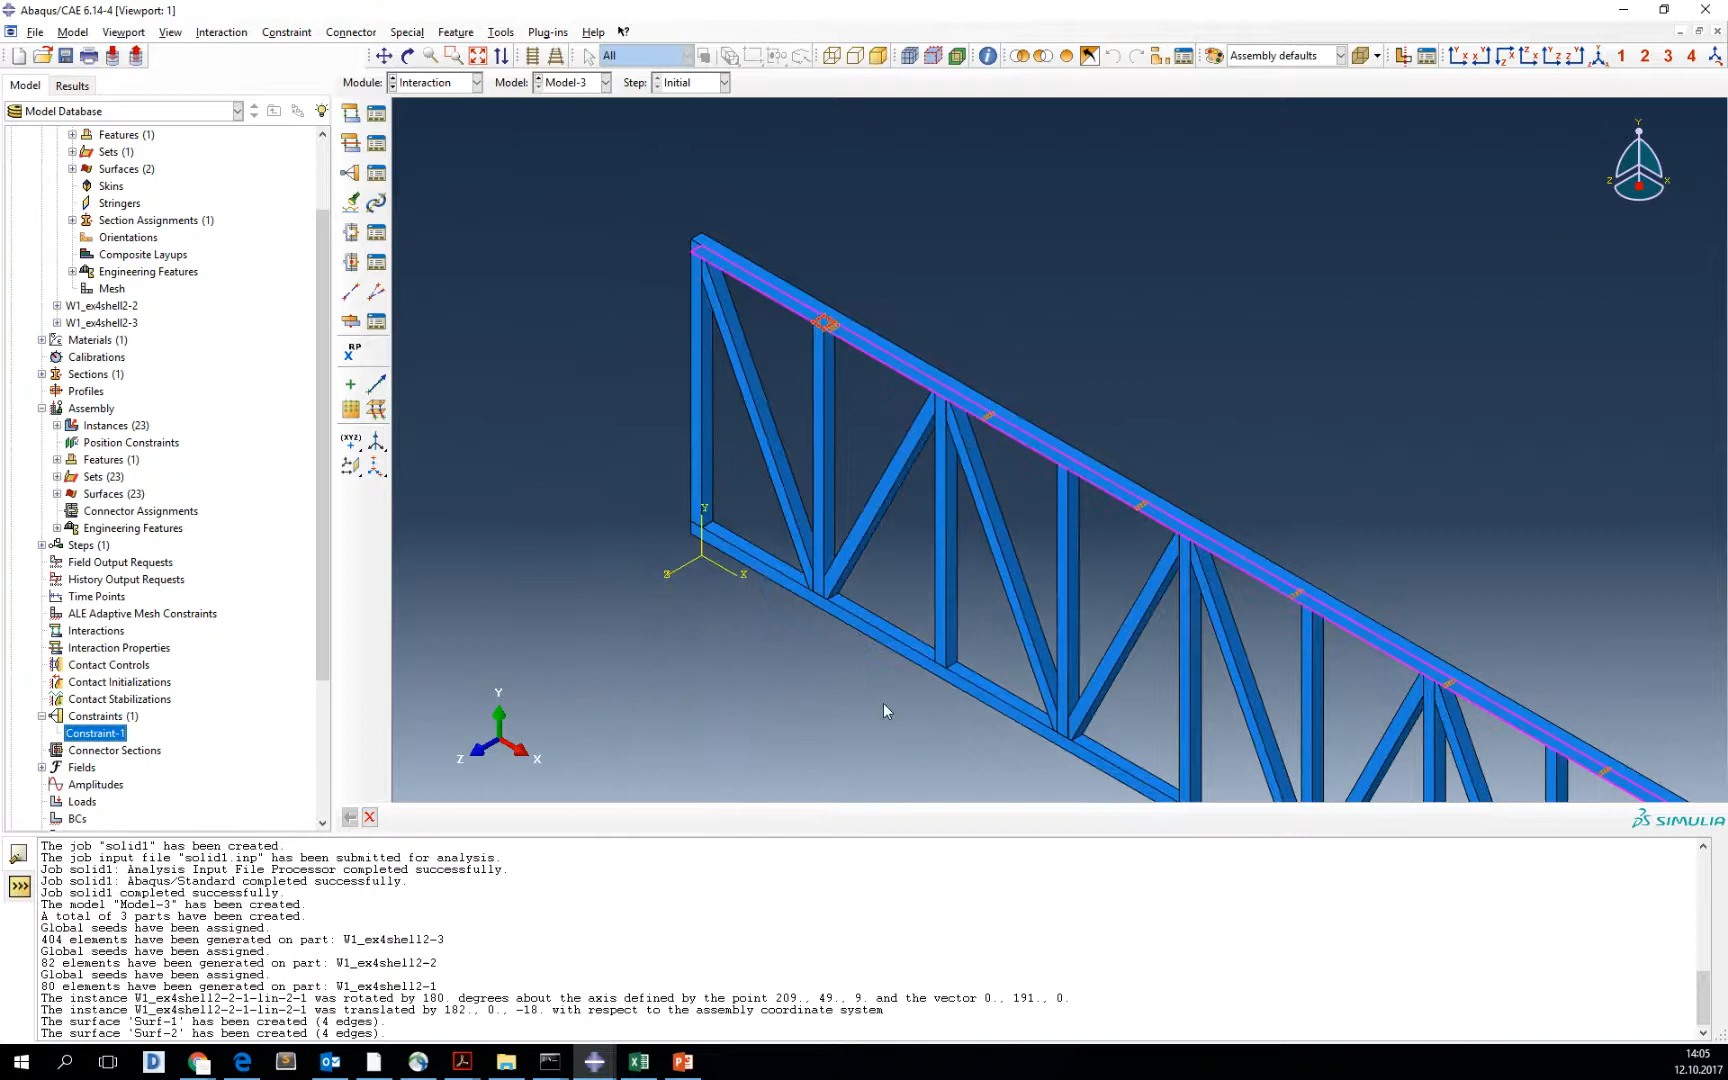 Abaqus/CAE 6.14-4 [Viewport: 1]
File Model Viewport View Interaction Constraint Connector Special Feature Tools Plug-ins Help
All
Assembly defaults
1 2 3 4
Model Results
Module: Interaction Model: Model-3 Step: Initial
Model Database
Features (1)
Sets (1)
Surfaces (2)
Skins
Stringers
Section Assignments (1)
Orientations
Composite Layups
Engineering Features
Mesh
W1_ex4shell2-2
W1_ex4shell2-3
Materials (1)
Calibrations
Sections (1)
Profiles
Assembly
Instances (23)
Position Constraints
Features (1)
Sets (23)
Surfaces (23)
Connector Assignments
Engineering Features
Steps (1)
Field Output Requests
History Output Requests
Time Points
ALE Adaptive Mesh Constraints
Interactions
Interaction Properties
Contact Controls
Contact Initializations
Contact Stabilizations
Constraints (1)
Constraint-1
Connector Sections
Fields
Amplitudes
Loads
BCs
RP
(XYZ)
Y
Z X
Y
Z X
Y
Z X
SIMULIA
The job "solid1" has been created.
The job input file "solid1.inp" has been submitted for analysis.
Job solid1: Analysis Input File Processor completed successfully.
Job solid1: Abaqus/Standard completed successfully.
Job solid1 completed successfully.
The model "Model-3" has been created.
A total of 3 parts have been created.
Global seeds have been assigned.
404 elements have been generated on part: W1_ex4shell2-3
Global seeds have been assigned.
82 elements have been generated on part: W1_ex4shell2-2
Global seeds have been assigned.
80 elements have been generated on part: W1_ex4shell2-1
The instance W1_ex4shell2-2-1-lin-2-1 was rotated by 180. degrees about the axis defined by the point 209., 49., 9. and the vector 0., 191., 0.
The instance W1_ex4shell2-2-1-lin-2-1 was translated by 182., 0., -18. with respect to the assembly coordinate system
The surface 'Surf-1' has been created (4 edges).
The surface 'Surf-2' has been created (4 edges).
14:05
12.10.2017